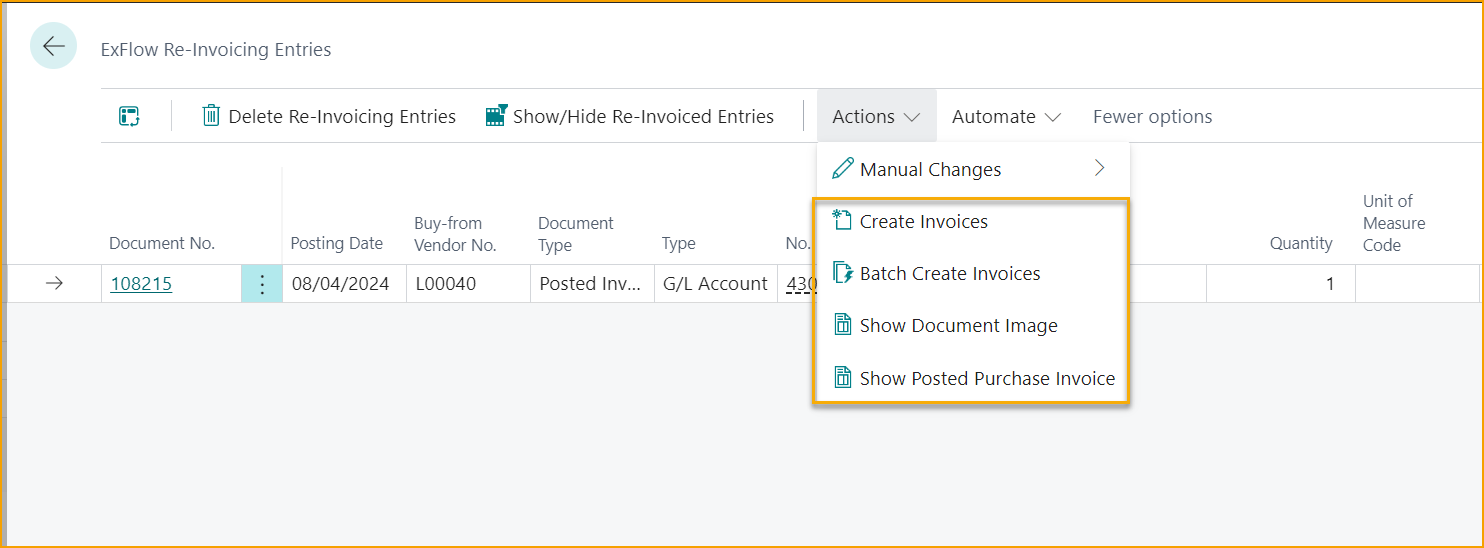 ExFlow Re-Invoicing Entries
Delete Re-Invoicing Entries
Show/Hide Re-Invoiced Entries
Actions
Automate
Fewer options
Manual Changes
Create Invoices
Batch Create Invoices
Show Document Image
Show Posted Purchase Invoice
Document No.
Posting Date
Buy-from
Vendor No.
Document
Type
Type
No.
Quantity
Unit of
Measure
Code
108215
08/04/2024
L00040
Posted Inv...
G/L Account
430
1